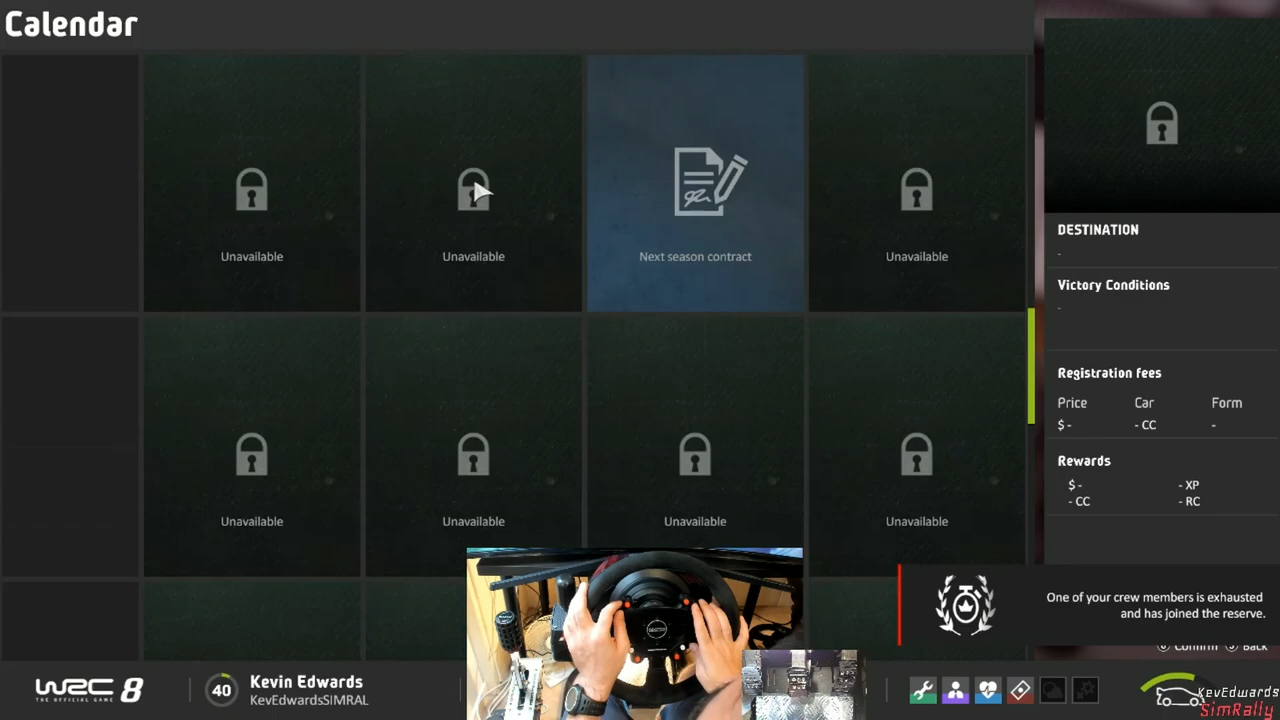 Calendar
Unavailable
Unavailable
Next season contract
Unavailable
Unavailable
Unavailable
Unavailable
Unavailable
DESTINATION
-
Victory Conditions
-
Registration fees
Price Car Form
$ - - CC -
Rewards
$ - - XP
- CC - RC
One of your crew members is exhausted
and has joined the reserve.
Confirm Back
WRC 8
THE OFFICIAL GAME
40
Kevin Edwards
KevEdwardsSIMRAL
KevEdwards
SimRally